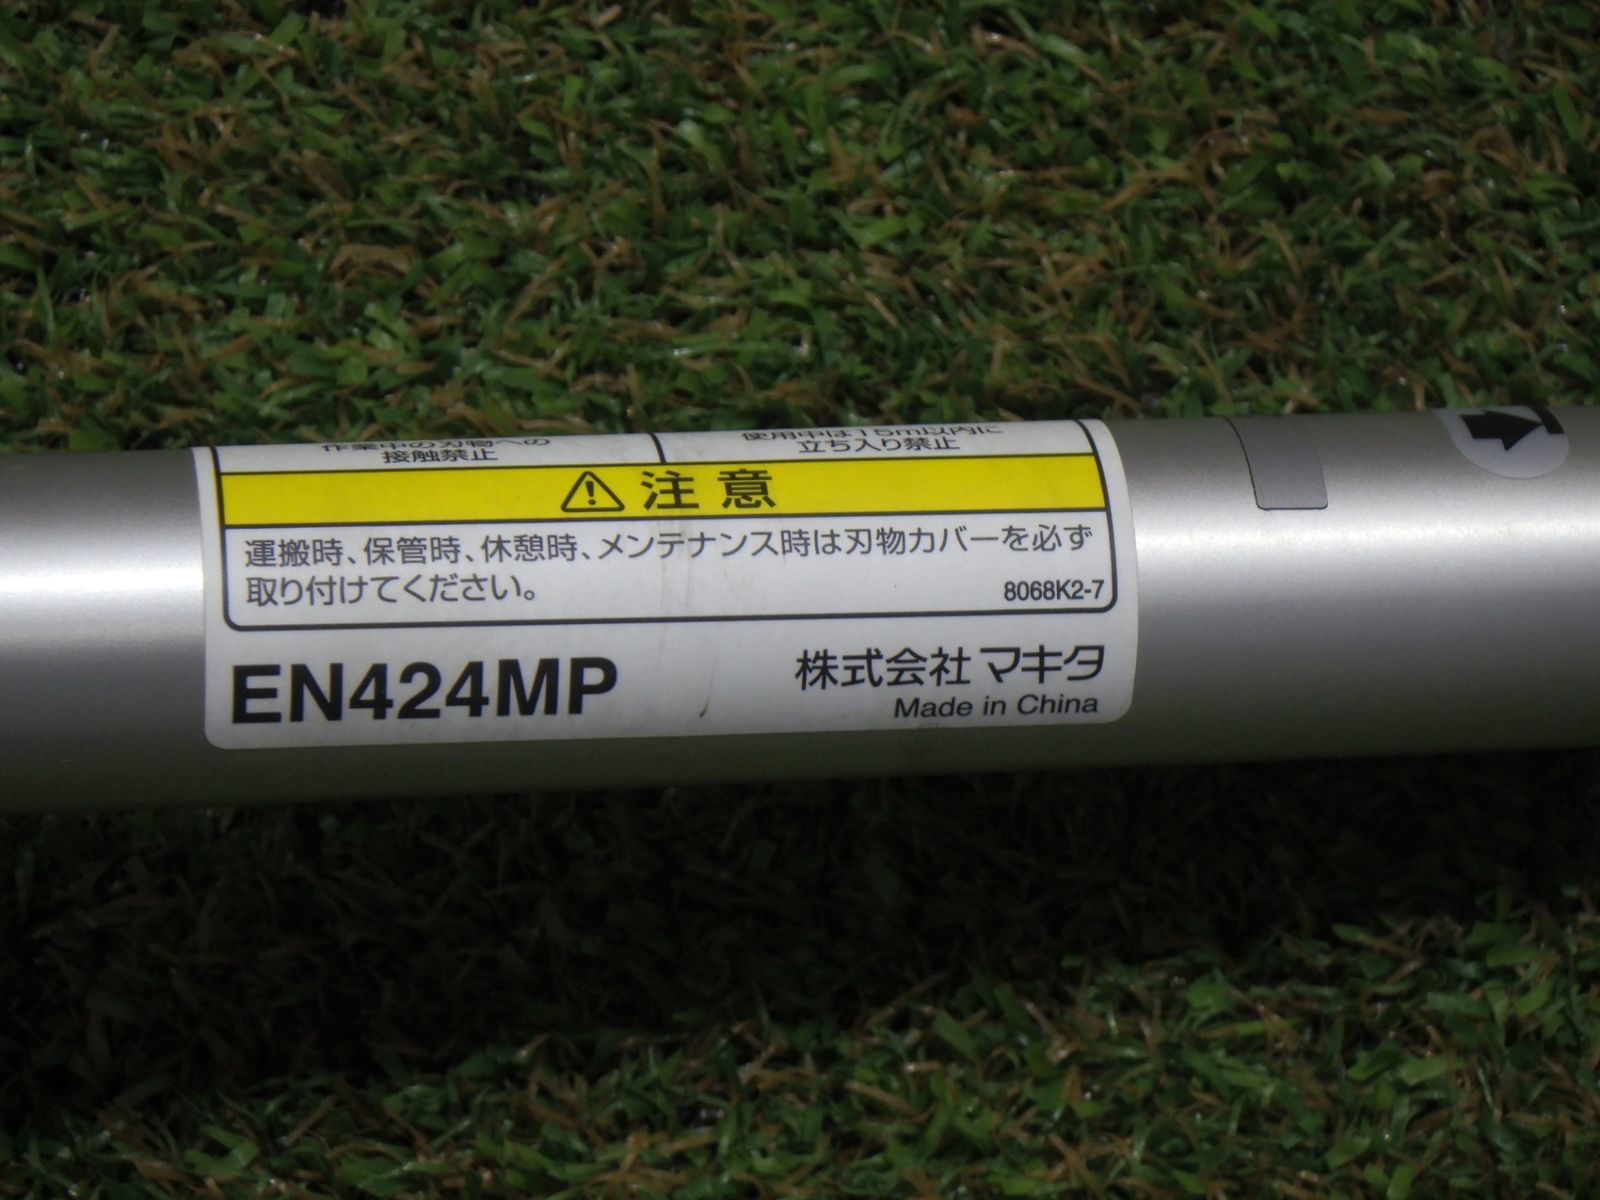 作業中の刃物への
接触禁止
使用中は15m以内に
立ち入り禁止
注意
運搬時、保管時、休憩時、メンテナンス時は刃物カバーを必ず
取り付けてください。
8068K2-7
EN424MP
株式会社マキタ
Made in China